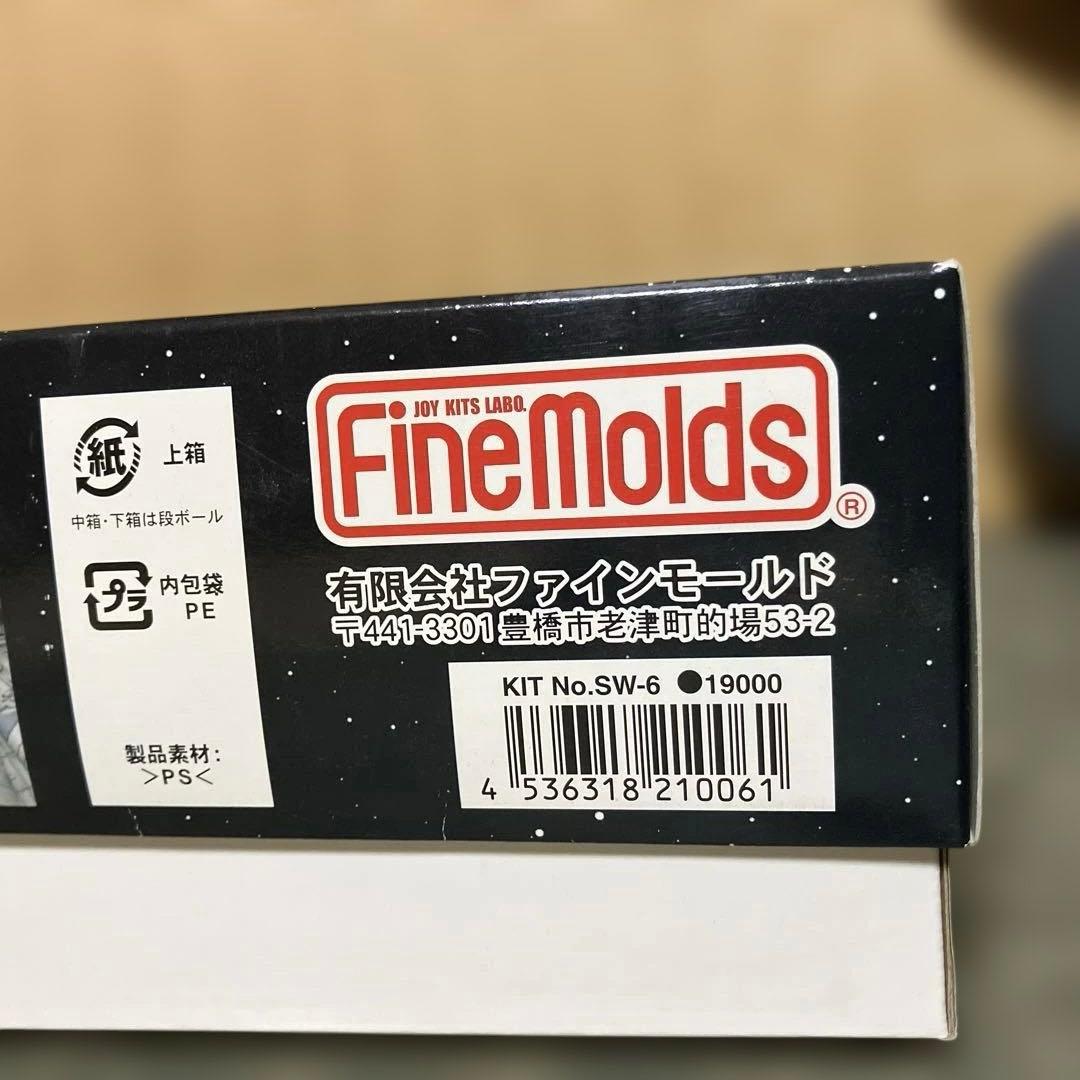 紙 上箱
中箱・下箱は段ボール
プラ 内包袋
PE
製品素材:
>PS<
JOY KITS LABO.
FineMolds
®
有限会社ファインモールド
〒441-3301 豊橋市老津町的場53-2
KIT No.SW-6 ●19000
4 536318 210061